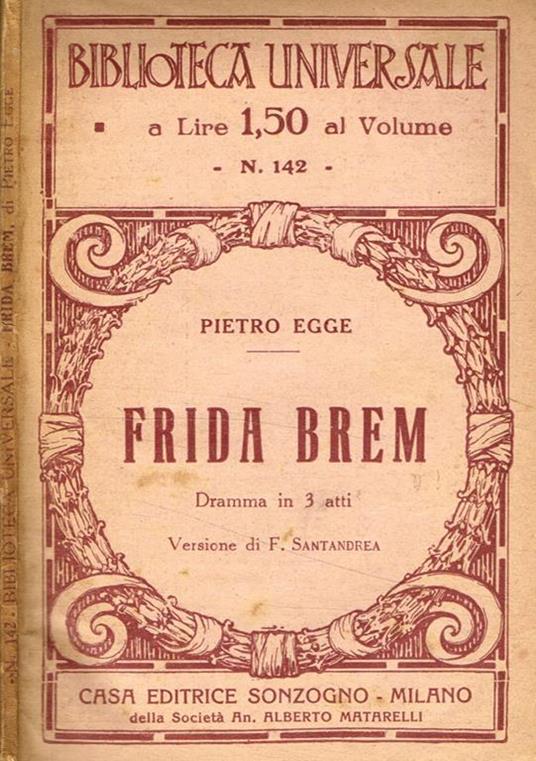 BIBLIOTECA UNIVERSALE
a Lire 1,50 al Volume
- N. 142 -
PIETRO EGGE
FRIDA BREM
Dramma in 3 atti
Versione di F. SANTANDREA
CASA EDITRICE SONZOGNO - MILANO
della Società An. ALBERTO MATARELLI
N. 142 - BIBLIOTECA UNIVERSALE - FRIDA BREM, di PIETRO EGGE